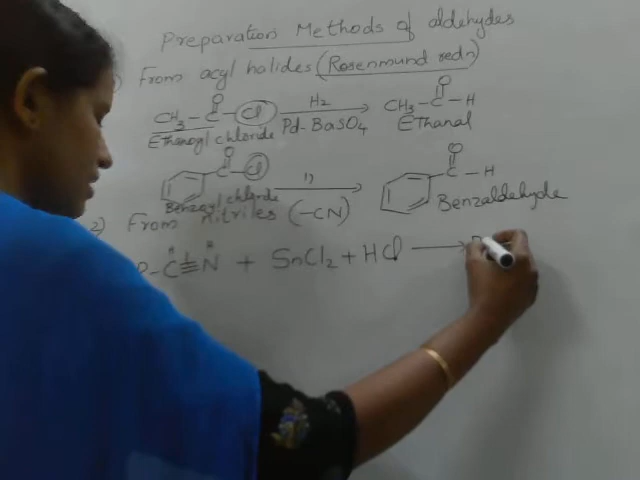 Preparation Methods of aldehydes
) From acyl halides (Rosenmund redn)
CH3-C-Cl H2 Pd-BaSO4 CH3-C-H
O O
Ethanoyl chloride Ethanal
O Cl O
C " C-H
Benzoyl chloride Benzaldehyde
2) From nitriles (-CN)
H H
R-C≡N + SnCl2 + HCl →